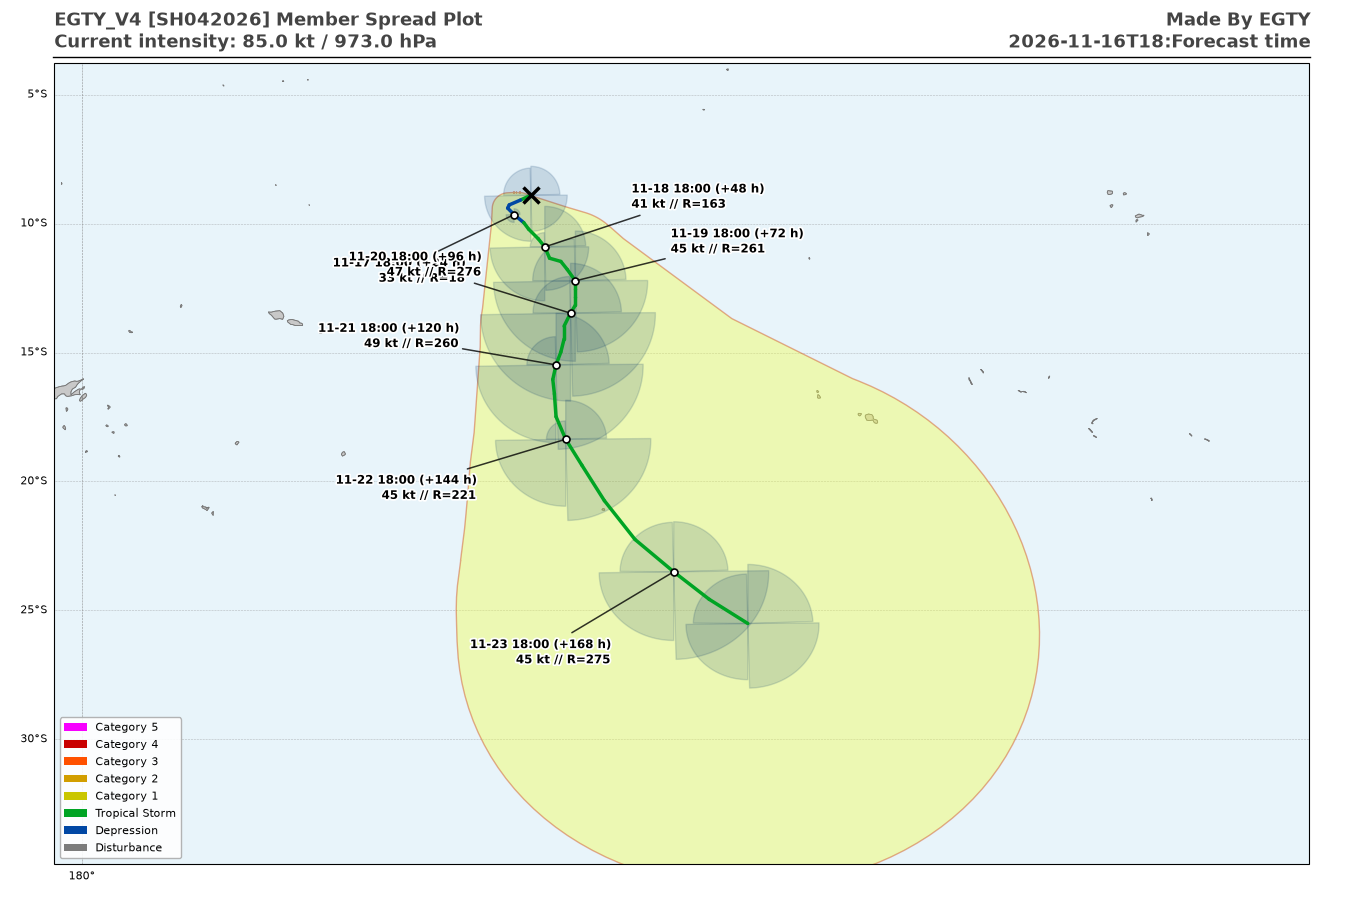 EGTY_V4 [SH042026] Member Spread Plot
Current intensity: 85.0 kt / 973.0 hPa
Made By EGTY
2026-11-16T18:Forecast time
5°S
10°S
15°S
20°S
25°S
30°S
180°
11-18 18:00 (+48 h)
41 kt // R=163
11-19 18:00 (+72 h)
45 kt // R=261
11-20 18:00 (+96 h)
47 kt // R=276
33 kt // R=18
11-21 18:00 (+120 h)
49 kt // R=260
11-22 18:00 (+144 h)
45 kt // R=221
11-23 18:00 (+168 h)
45 kt // R=275
Category 5
Category 4
Category 3
Category 2
Category 1
Tropical Storm
Depression
Disturbance